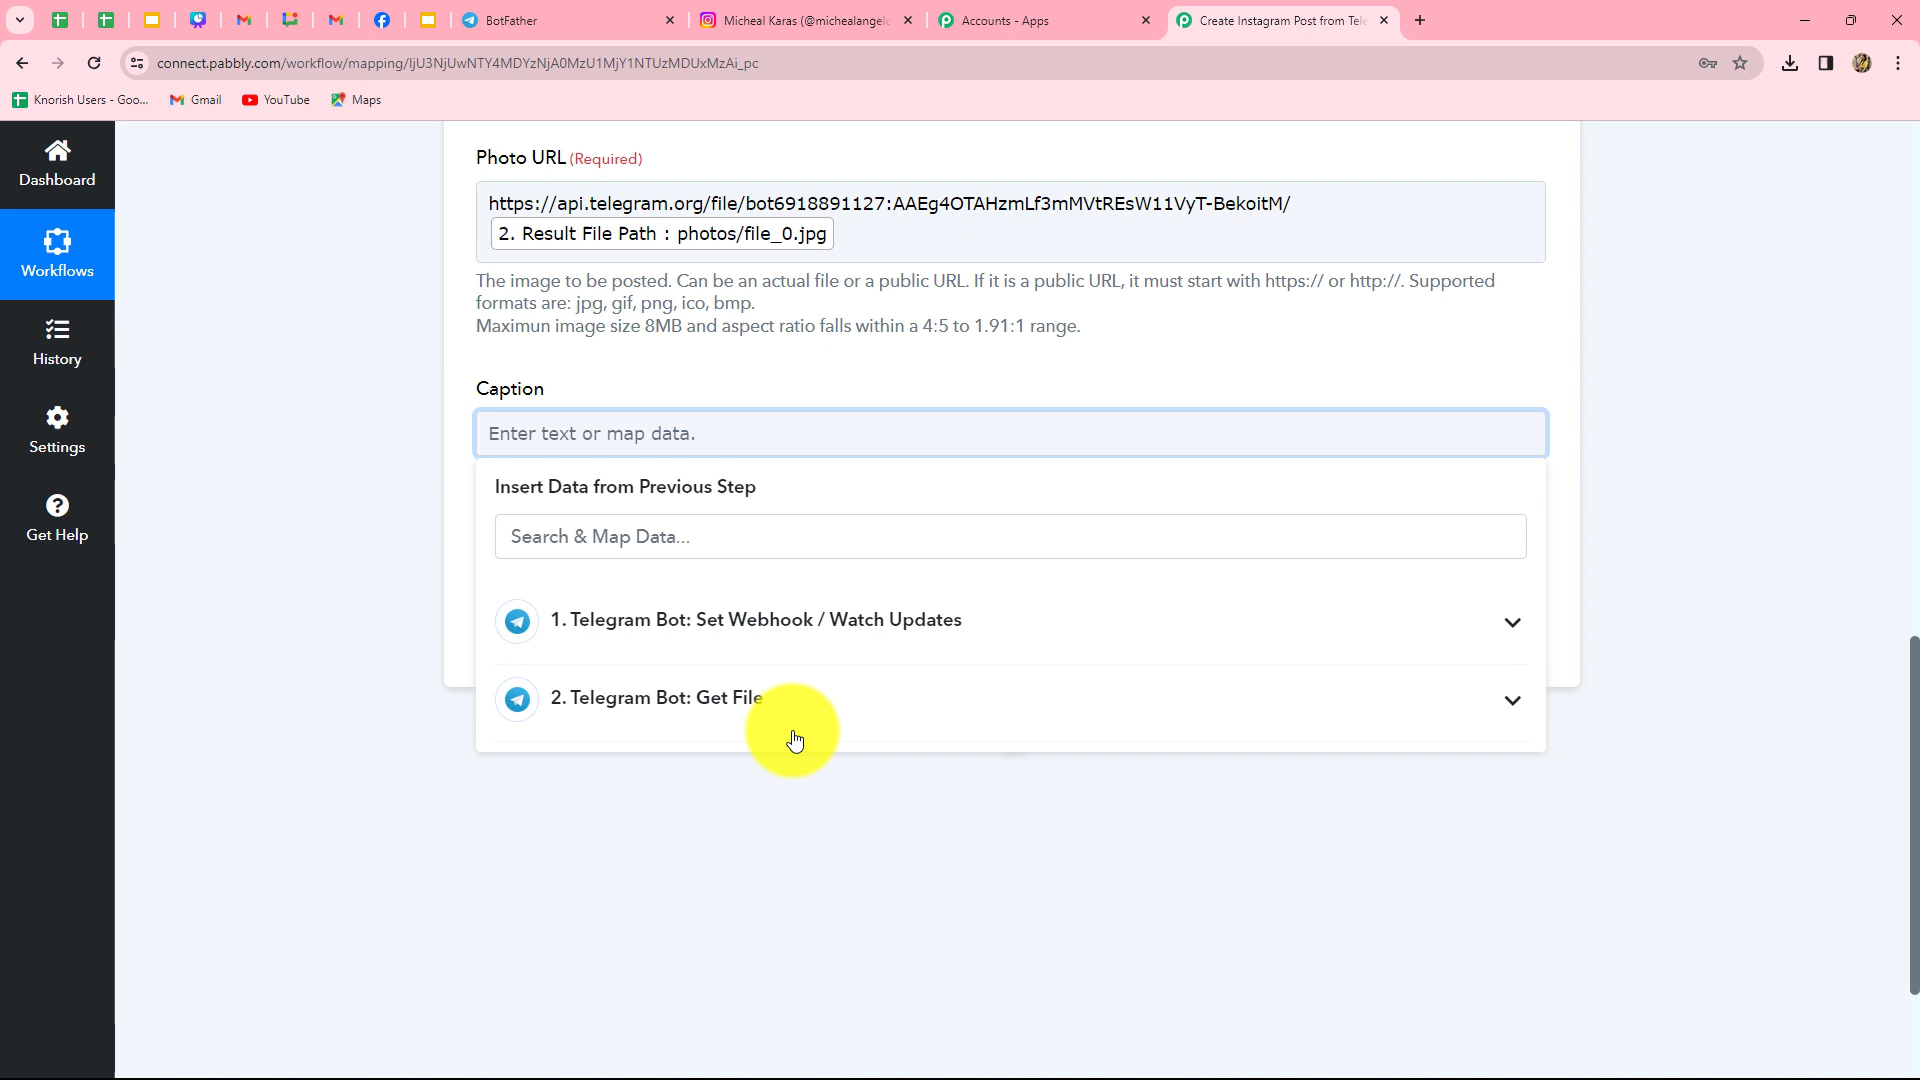 BotFather
Micheal Karas (@michealangelc
Accounts - Apps
Create Instagram Post from Tele
connect.pabbly.com/workflow/mapping/IjU3NjUwNTY4MDYzNjA0MzU1MjY1NTUzMDUxMzAi_pc
Knorish Users - Goo...
Gmail
YouTube
Maps
Dashboard
Workflows
History
Settings
Get Help
Photo URL (Required)
https://api.telegram.org/file/bot6918891127:AAEg4OTAHzmLf3mMVtREsW11VyT-BekoitM/
2. Result File Path : photos/file_0.jpg
The image to be posted. Can be an actual file or a public URL. If it is a public URL, it must start with https:// or http://. Supported
formats are: jpg, gif, png, ico, bmp.
Maximun image size 8MB and aspect ratio falls within a 4:5 to 1.91:1 range.
Caption
Enter text or map data.
Insert Data from Previous Step
Search & Map Data...
1. Telegram Bot: Set Webhook / Watch Updates
2. Telegram Bot: Get File